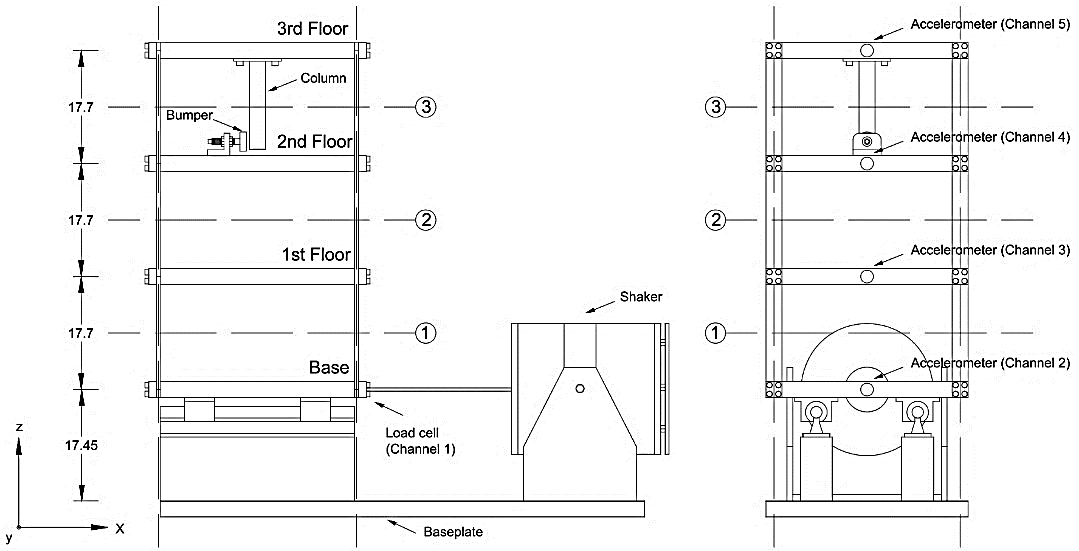 3rd Floor
Accelerometer (Channel 5)
Column
17.7
3
3
Bumper
2nd Floor
Accelerometer (Channel 4)
17.7
2
2
1st Floor
Accelerometer (Channel 3)
Shaker
17.7
1
1
Base
Accelerometer (Channel 2)
z
17.45
Load cell
(Channel 1)
x
y
Baseplate